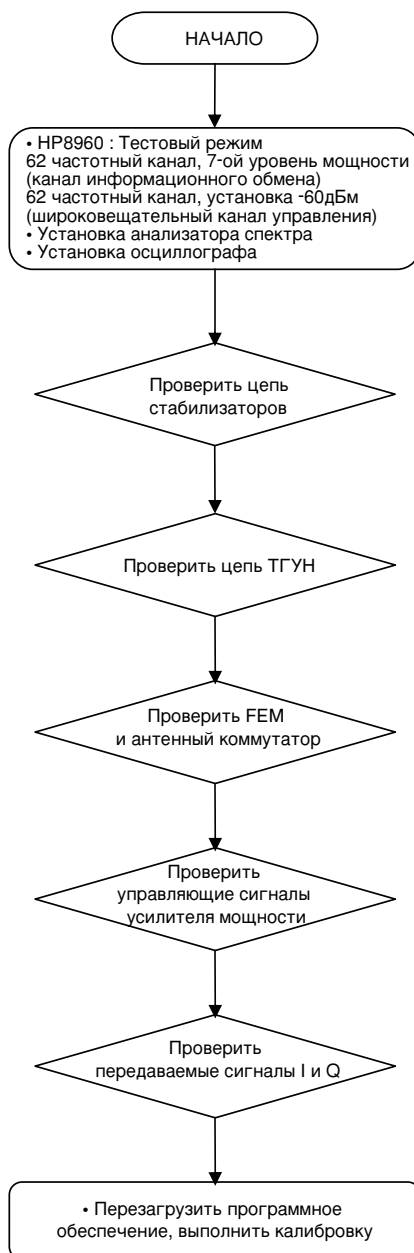 НАЧАЛО
• HP8960 : Тестовый режим
62 частотный канал, 7-ой уровень мощности
(канал информационного обмена)
62 частотный канал, установка -60дБм
(широковещательный канал управления)
• Установка анализатора спектра
• Установка осциллографа
Проверить цепь
стабилизаторов
Проверить цепь ТГУН
Проверить FEM
и антенный коммутатор
Проверить
управляющие сигналы
усилителя мощности
Проверить
передаваемые сигналы I и Q
• Перезагрузить программное
обеспечение, выполнить калибровку